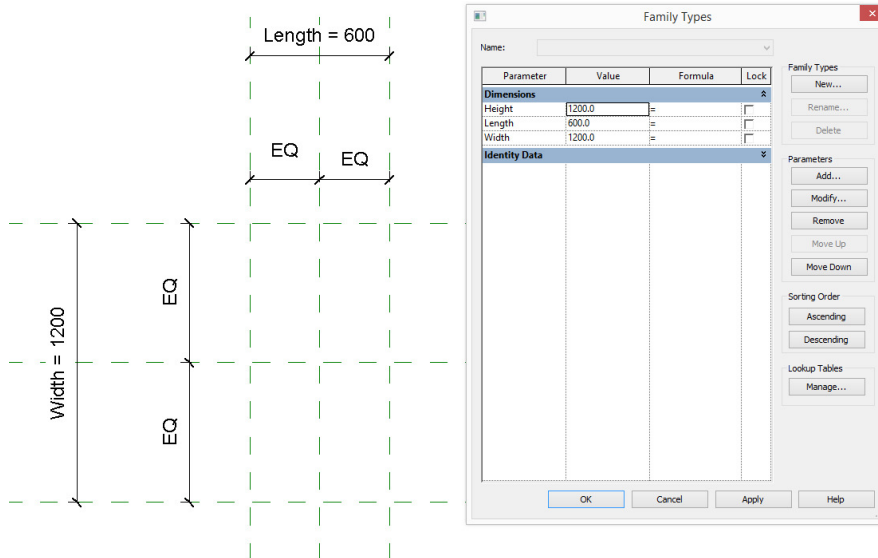 Length = 600
EQ
EQ
Width = 1200
EQ
EQ
Family Types
Name:
Parameter Value Formula Lock
Dimensions
Height 1200.0 =
Length 600.0 =
Width 1200.0 =
Identity Data
Family Types
New...
Rename...
Delete
Parameters
Add...
Modify...
Remove
Move Up
Move Down
Sorting Order
Ascending
Descending
Lookup Tables
Manage...
OK Cancel Apply Help